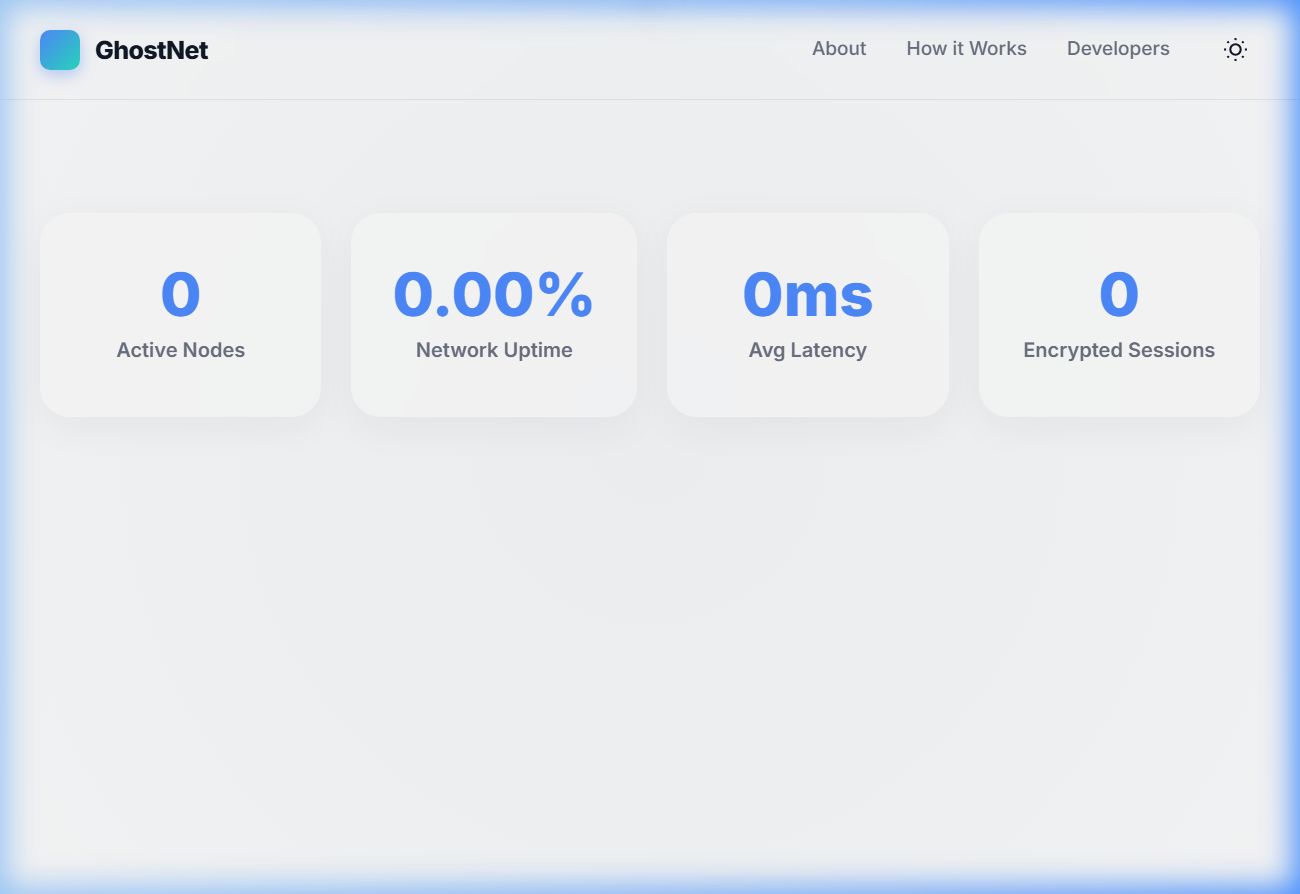 GhostNet
About
How it Works
Developers
0
Active Nodes
0.00%
Network Uptime
0ms
Avg Latency
0
Encrypted Sessions